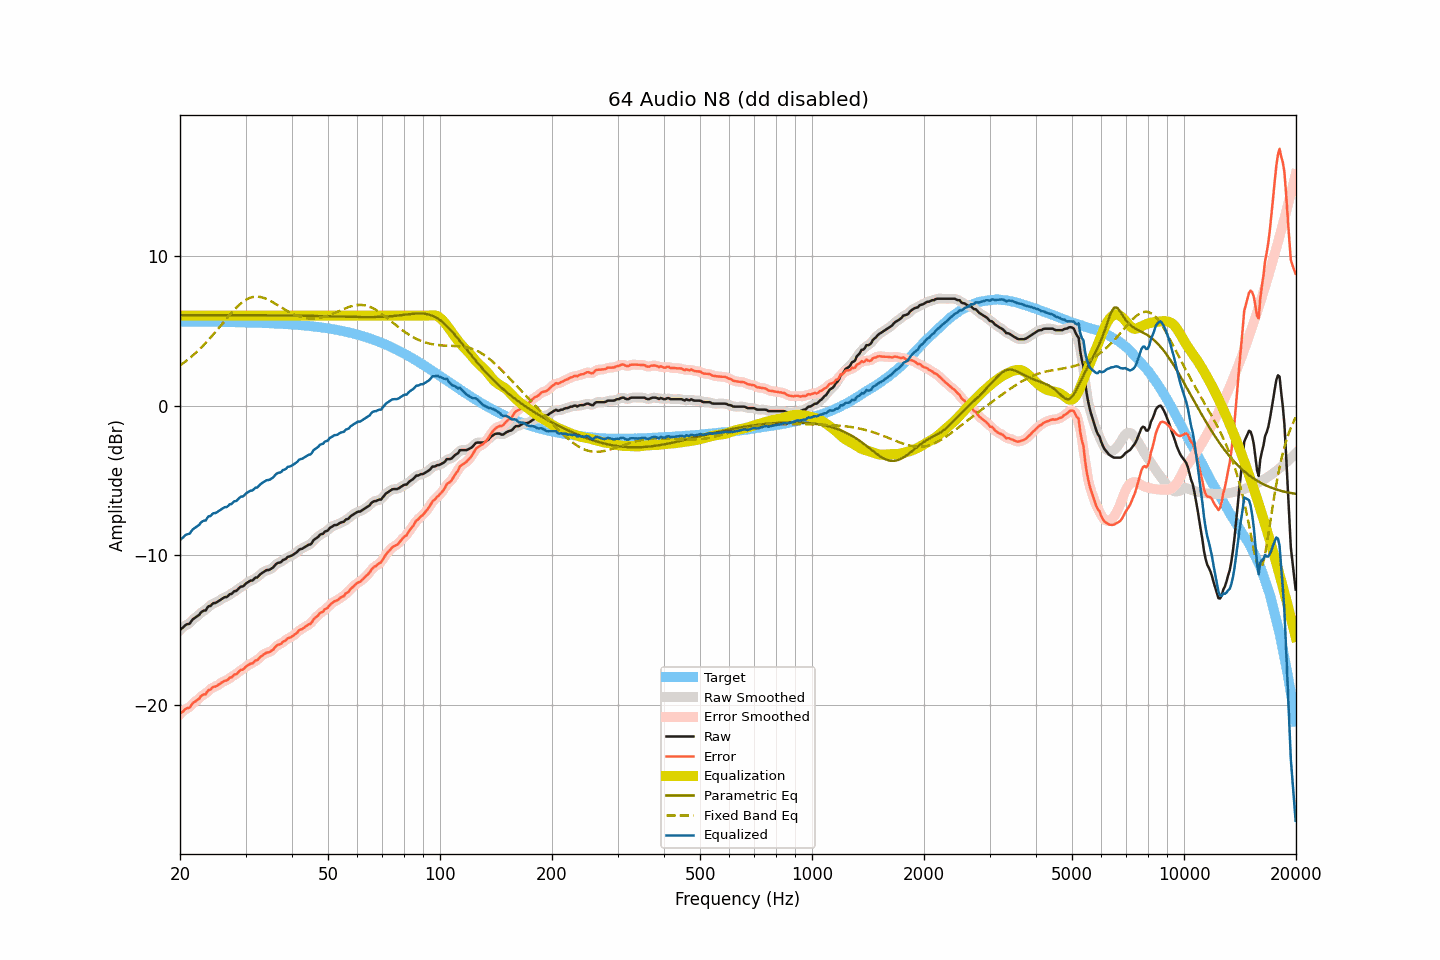 64 Audio N8 (dd disabled)
Amplitude (dBr)
10
0
−10
−20
Target
Raw Smoothed
Error Smoothed
Raw
Error
Equalization
Parametric Eq
Fixed Band Eq
Equalized
20 50 100 200 500 1000 2000 5000 10000 20000
Frequency (Hz)